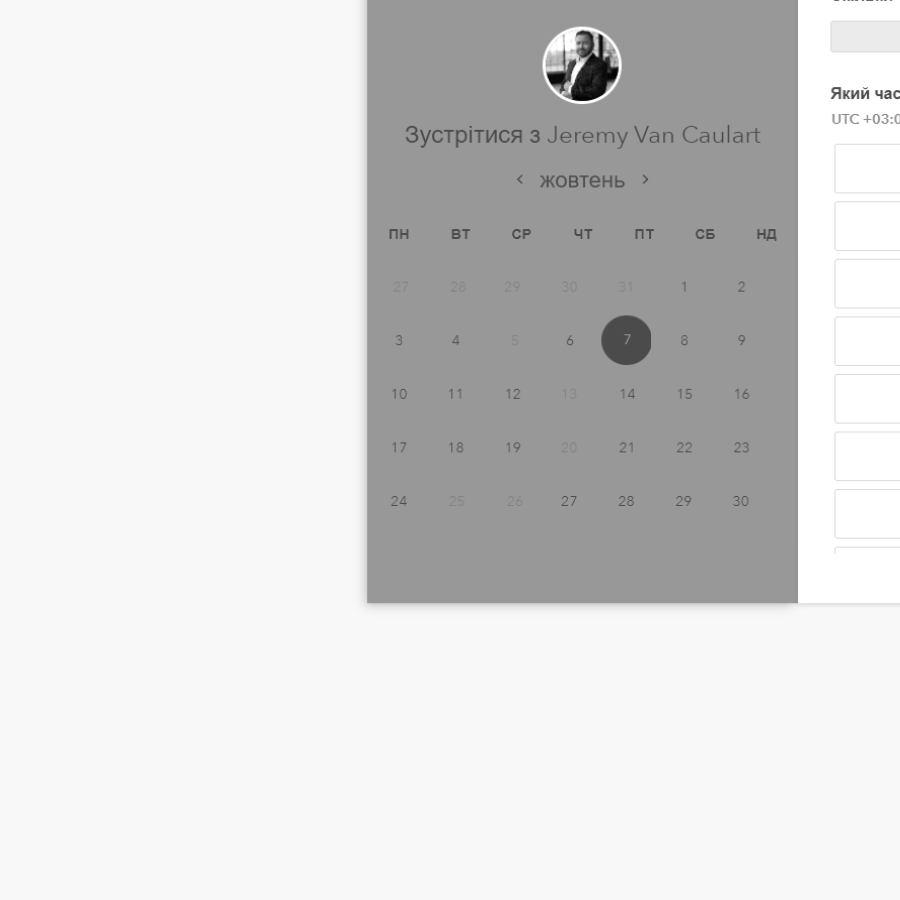 Зустрітися з Jeremy Van Caulart
жовтень
ПН ВТ СР ЧТ ПТ СБ НД
27 28 29 30 31 1 2
3 4 5 6 7 8 9
10 11 12 13 14 15 16
17 18 19 20 21 22 23
24 25 26 27 28 29 30
Який час
UTC +03:0